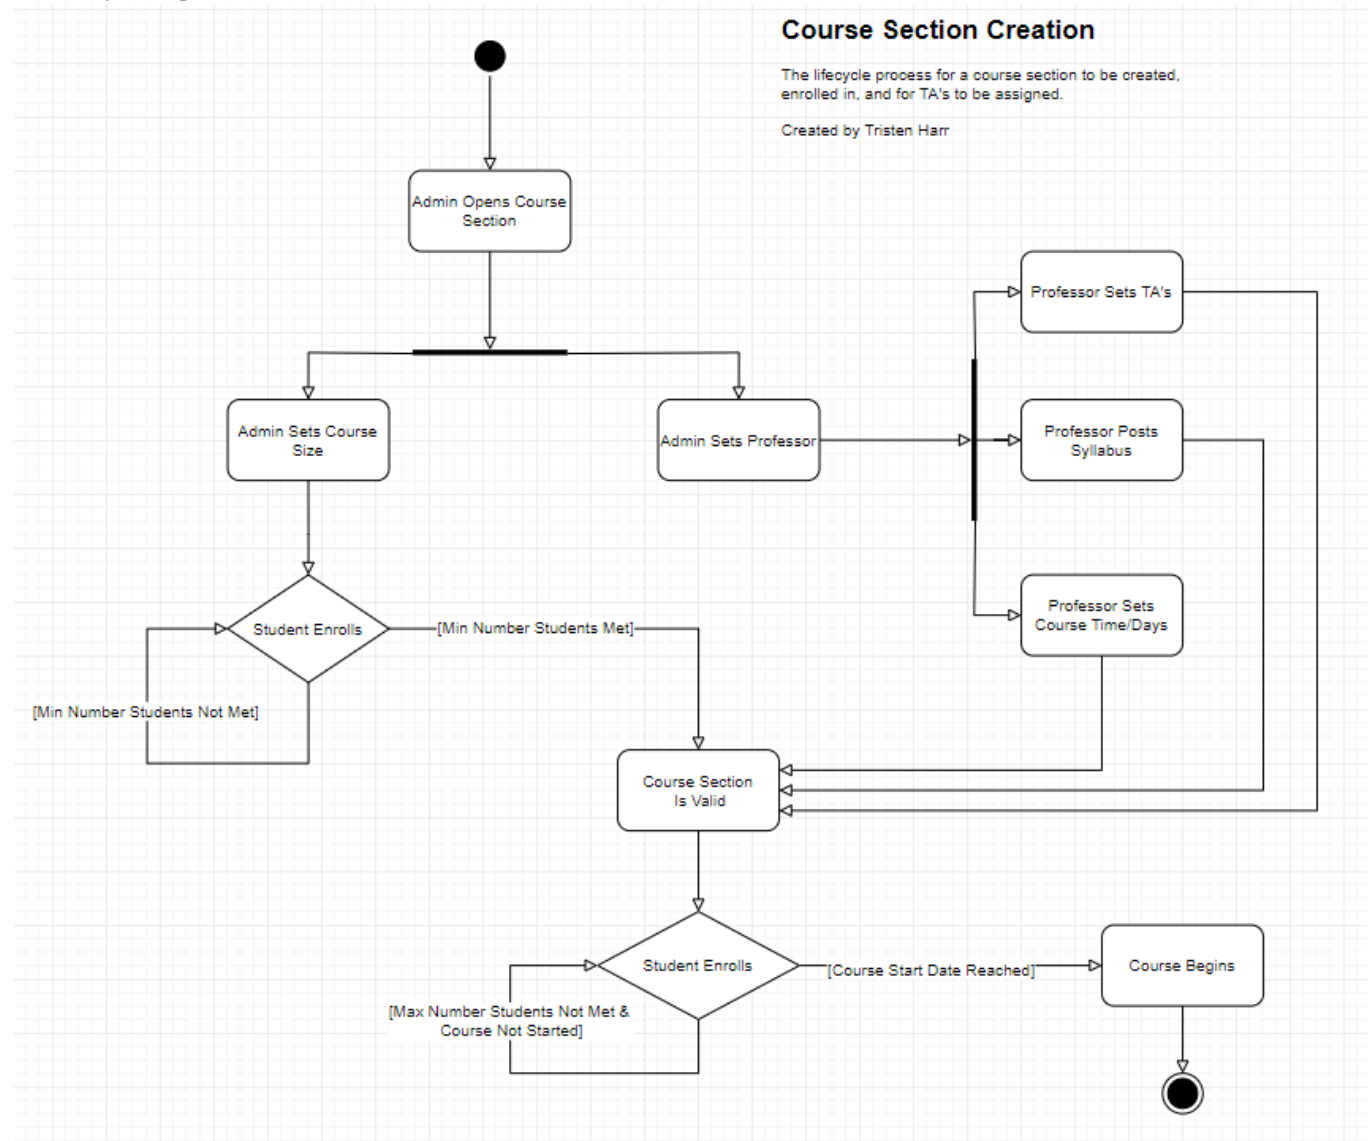 Course Section Creation
The lifecycle process for a course section to be created,
enrolled in, and for TA's to be assigned.
Created by Tristen Harr
Admin Opens Course
Section
Professor Sets TA's
Admin Sets Course
Size
Admin Sets Professor
Professor Posts
Syllabus
Professor Sets
Course Time/Days
Student Enrolls
[Min Number Students Met]
[Min Number Students Not Met]
Course Section
Is Valid
Student Enrolls
[Course Start Date Reached]
Course Begins
[Max Number Students Not Met &
Course Not Started]